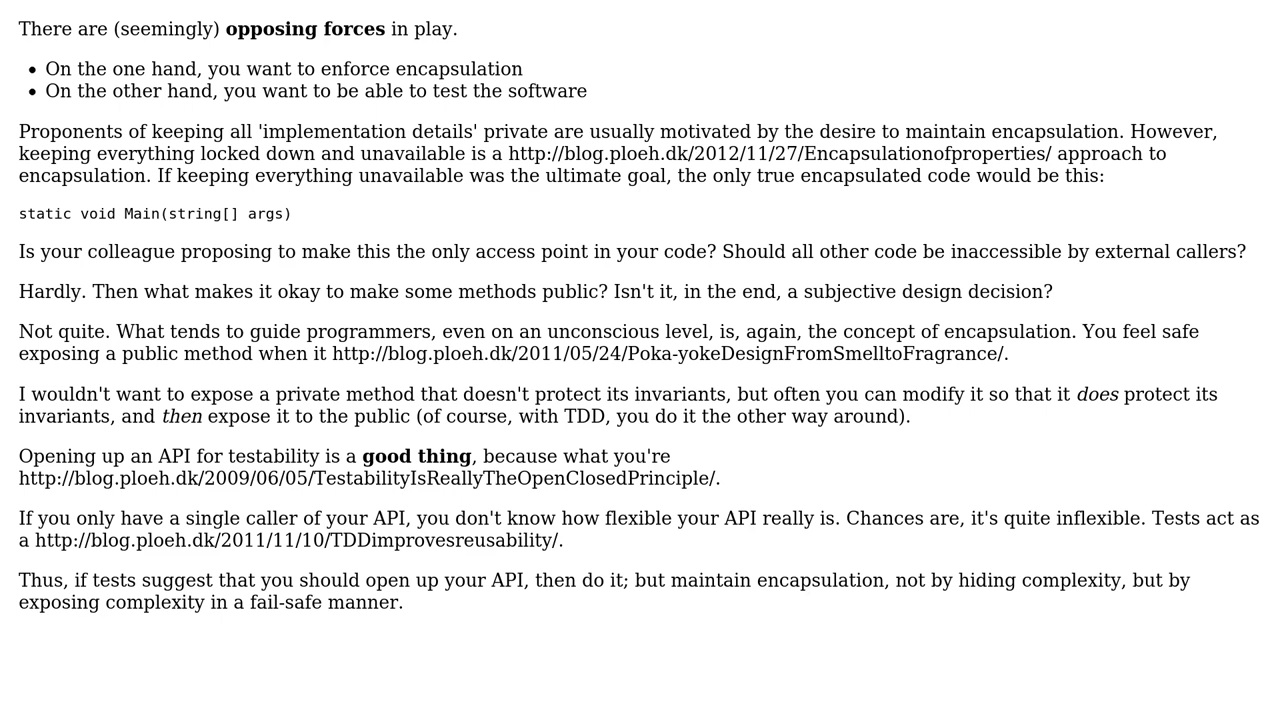 There are (seemingly) opposing forces in play.
• On the one hand, you want to enforce encapsulation
• On the other hand, you want to be able to test the software
Proponents of keeping all 'implementation details' private are usually motivated by the desire to maintain encapsulation. However,
keeping everything locked down and unavailable is a http://blog.ploeh.dk/2012/11/27/Encapsulationofproperties/ approach to
encapsulation. If keeping everything unavailable was the ultimate goal, the only true encapsulated code would be this:
static void Main(string[] args)
Is your colleague proposing to make this the only access point in your code? Should all other code be inaccessible by external callers?
Hardly. Then what makes it okay to make some methods public? Isn't it, in the end, a subjective design decision?
Not quite. What tends to guide programmers, even on an unconscious level, is, again, the concept of encapsulation. You feel safe
exposing a public method when it http://blog.ploeh.dk/2011/05/24/Poka-yokeDesignFromSmelltoFragrance/.
I wouldn't want to expose a private method that doesn't protect its invariants, but often you can modify it so that it does protect its
invariants, and then expose it to the public (of course, with TDD, you do it the other way around).
Opening up an API for testability is a good thing, because what you're
http://blog.ploeh.dk/2009/06/05/TestabilityIsReallyTheOpenClosedPrinciple/.
If you only have a single caller of your API, you don't know how flexible your API really is. Chances are, it's quite inflexible. Tests act as
a http://blog.ploeh.dk/2011/11/10/TDDimprovesreusability/.
Thus, if tests suggest that you should open up your API, then do it; but maintain encapsulation, not by hiding complexity, but by
exposing complexity in a fail-safe manner.